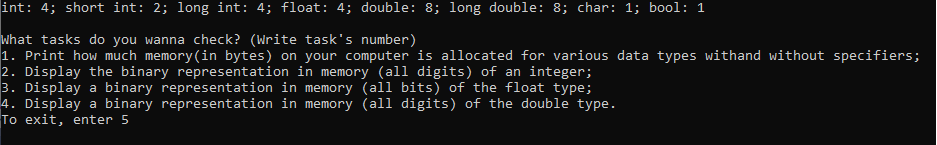 int: 4; short int: 2; long int: 4; float: 4; double: 8; long double: 8; char: 1; bool: 1
What tasks do you wanna check? (Write task's number)
1. Print how much memory(in bytes) on your computer is allocated for various data types withand without specifiers;
2. Display the binary representation in memory (all digits) of an integer;
3. Display a binary representation in memory (all bits) of the float type;
4. Display a binary representation in memory (all digits) of the double type.
To exit, enter 5